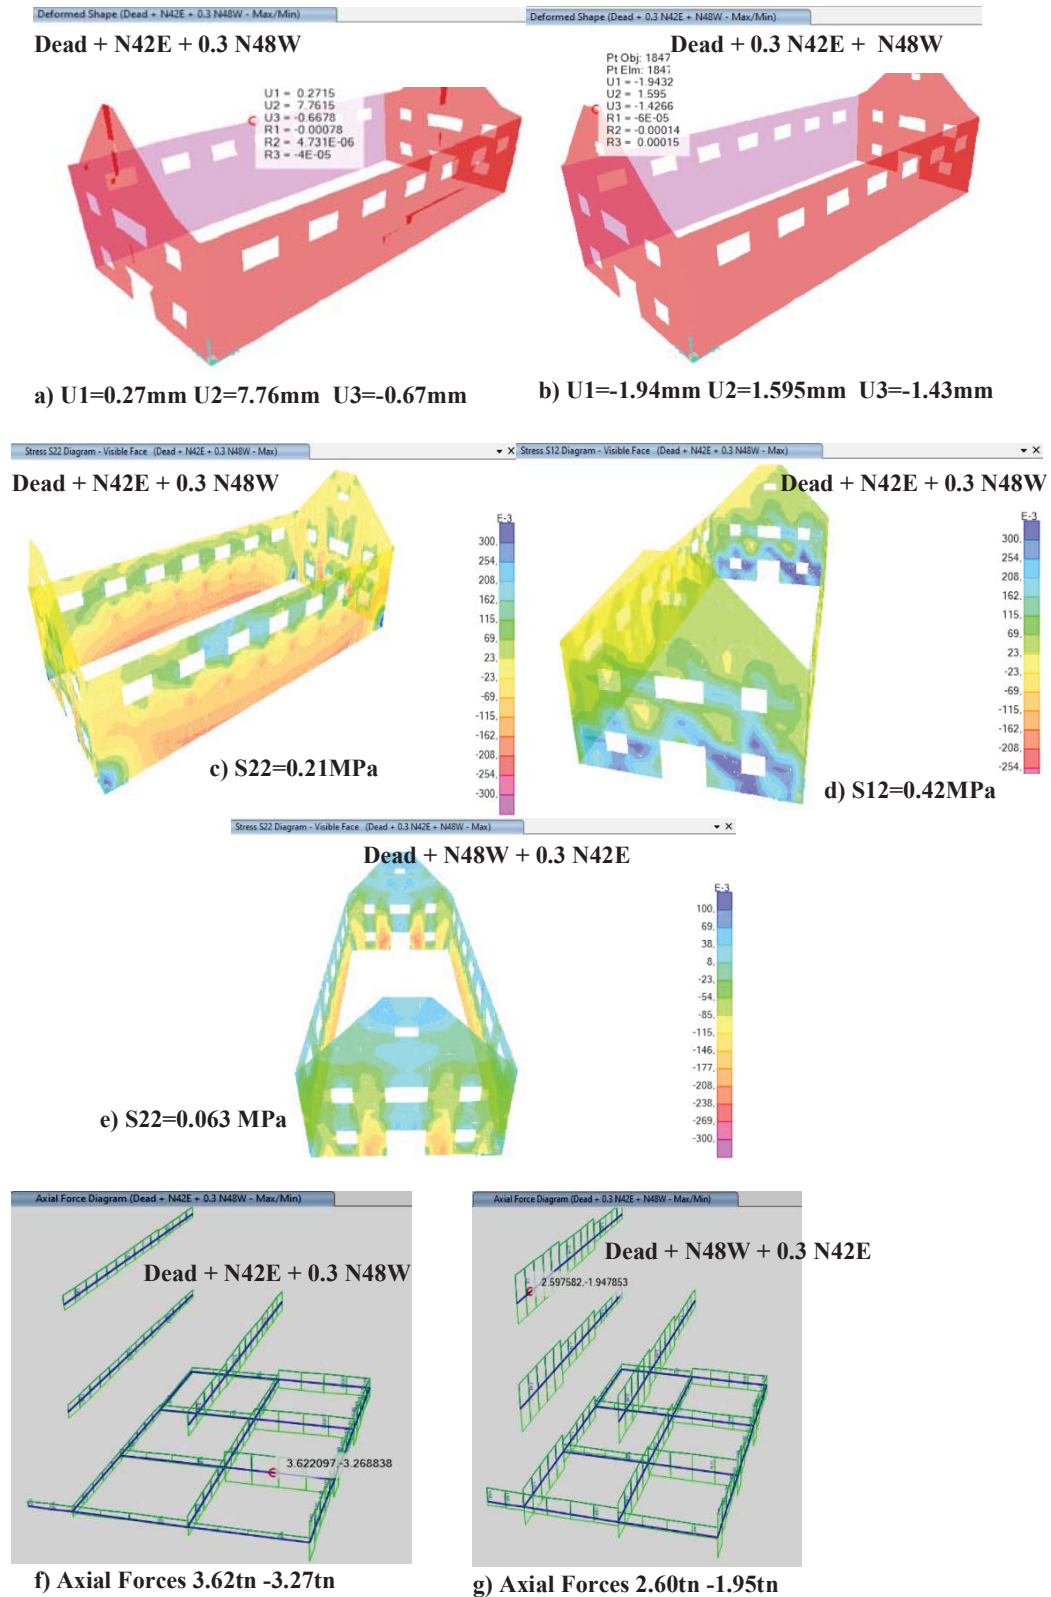 Deformed Shape (Dead + N42E + 0.3 N48W - Max/Min)
Dead + N42E + 0.3 N48W
U1 = 0.2715
U2 = 7.7615
U3 = -0.6678
R1 = -0.00078
R2 = 4.731E-06
R3 = -4E-05
a) U1=0.27mm U2=7.76mm U3=-0.67mm
Deformed Shape (Dead + 0.3 N42E + N48W - Max/Min)
Dead + 0.3 N42E + N48W
Pt Obj: 1847
Pt Elm: 1847
U1 = -1.9432
U2 = 1.595
U3 = -1.4266
R1 = -6E-05
R2 = -0.00014
R3 = 0.00015
b) U1=-1.94mm U2=1.595mm U3=-1.43mm
Stress S22 Diagram - Visible Face (Dead + N42E + 0.3 N48W - Max)
Dead + N42E + 0.3 N48W
E-3
300,
254,
208,
162,
115,
69,
23,
-23,
-69,
-115,
-162,
-208,
-254,
-300,
c) S22=0.21MPa
Stress S12 Diagram - Visible Face (Dead + N42E + 0.3 N48W - Max)
Dead + N42E + 0.3 N48W
E-3
300,
254,
208,
162,
115,
69,
23,
-23,
-69,
-115,
-162,
-208,
-254,
d) S12=0.42MPa
Stress S22 Diagram - Visible Face (Dead + 0.3 N42E + N48W - Max)
Dead + N48W + 0.3 N42E
E-3
100,
69,
38,
8,
-23,
-54,
-85,
-115,
-146,
-177,
-208,
-238,
-269,
-300,
e) S22=0.063 MPa
Axial Force Diagram (Dead + N42E + 0.3 N48W - Max/Min)
Dead + N42E + 0.3 N48W
3.622097,-3.268838
f) Axial Forces 3.62tn -3.27tn
Axial Force Diagram (Dead + 0.3 N42E + N48W - Max/Min)
Dead + N48W + 0.3 N42E
2.597582,-1.947853
g) Axial Forces 2.60tn -1.95tn